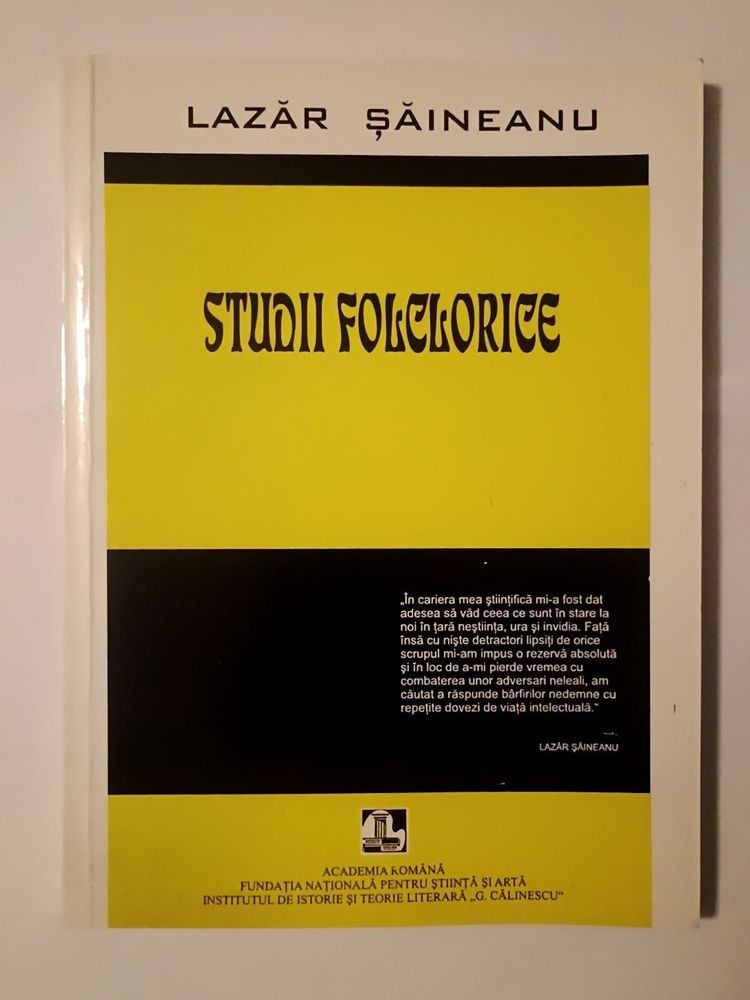 LAZĂR ȘĂINEANU
STUDII FOLCLORICE
„În cariera mea științifică mi-a fost dat
adesea să văd ceea ce sunt în stare la
noi în țară neștiința, ura și invidia. Față
însă cu niște detractori lipsiți de orice
scrupul mi-am impus o rezervă absolută
și în loc de a-mi pierde vremea cu
combaterea unor adversari neleali, am
căutat a răspunde bârfirilor nedemne cu
repețite dovezi de viață intelectuală.“
LAZĂR ȘĂINEANU
ACADEMIA ROMÂNĂ
FUNDAȚIA NAȚIONALĂ PENTRU ȘTIINȚĂ ȘI ARTĂ
INSTITUTUL DE ISTORIE ȘI TEORIE LITERARĂ „G. CĂLINESCU“